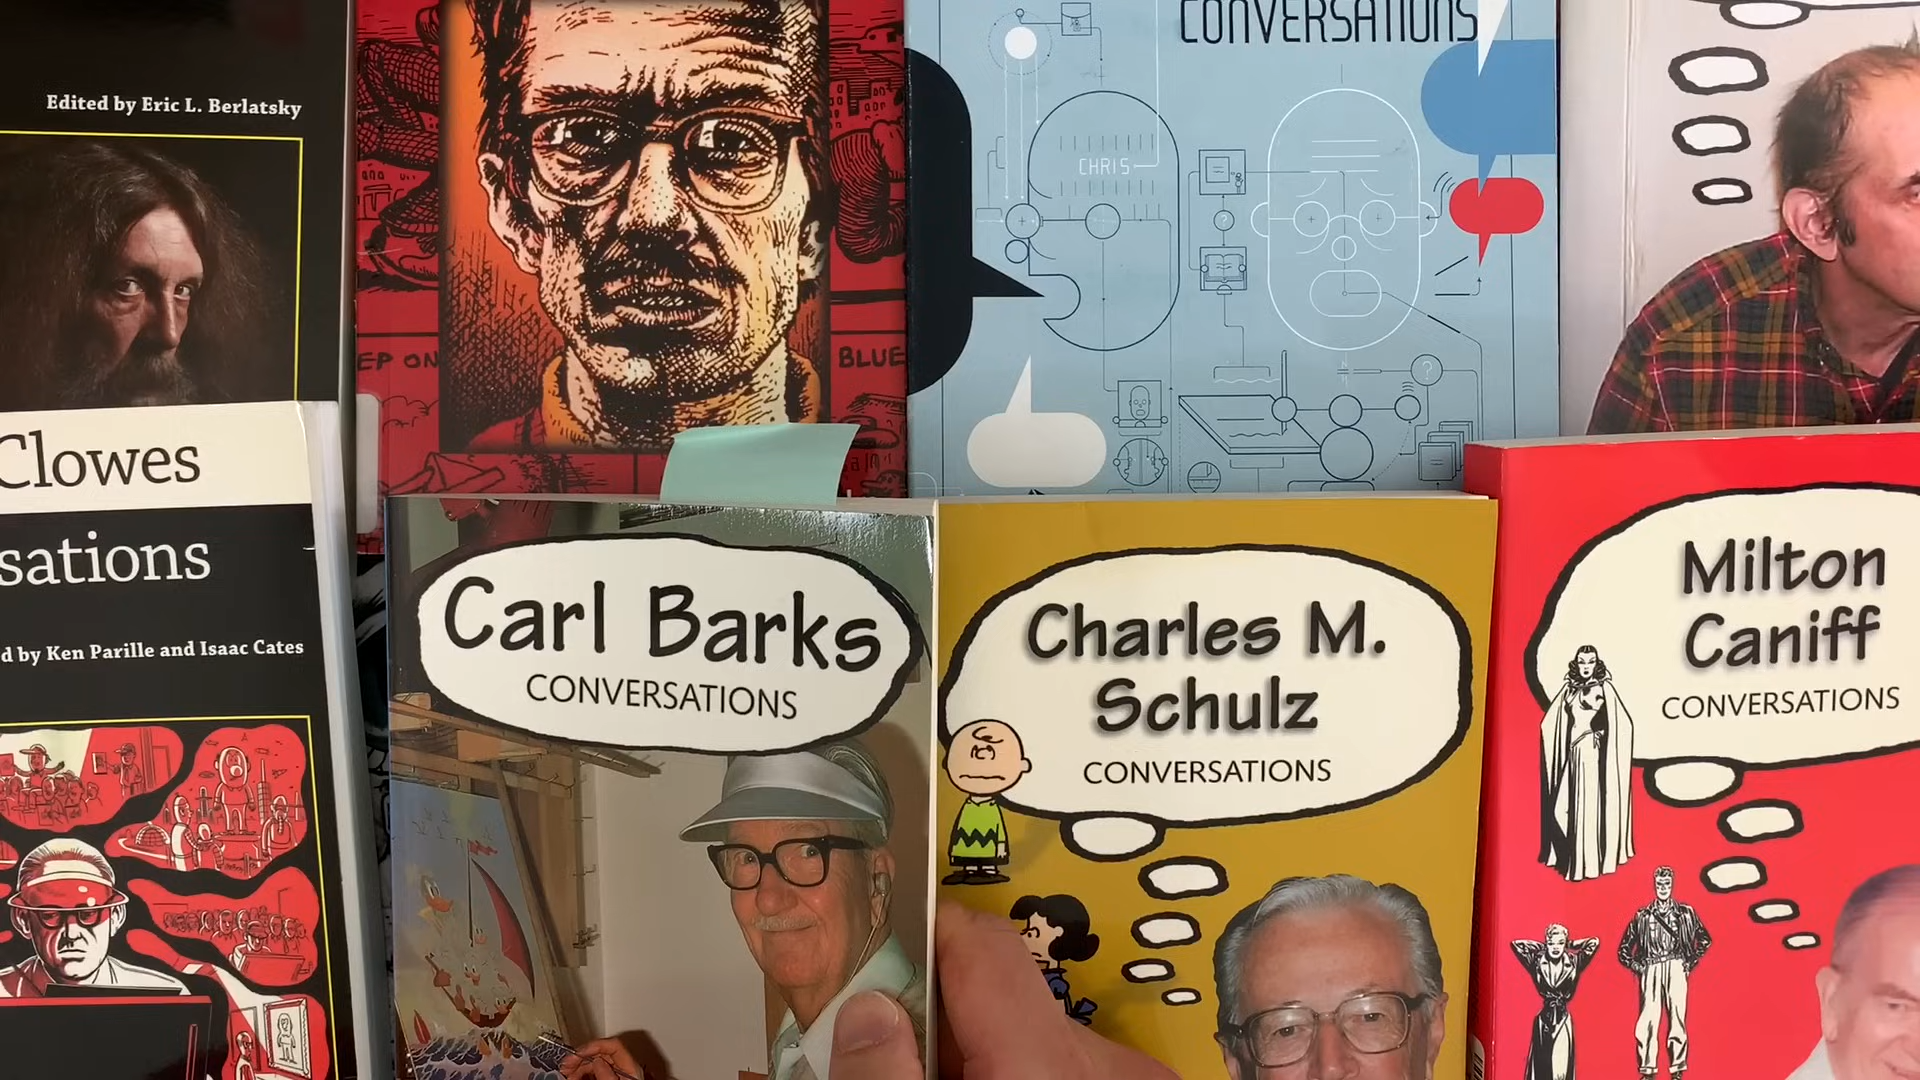 Edited by Eric L. Berlatsky
CONVERSATIONS
CHRIS
EP ON
BLUE
Clowes
sations
d by Ken Parille and Isaac Cates
Carl Barks
CONVERSATIONS
Charles M.
Schulz
CONVERSATIONS
Milton
Caniff
CONVERSATIONS